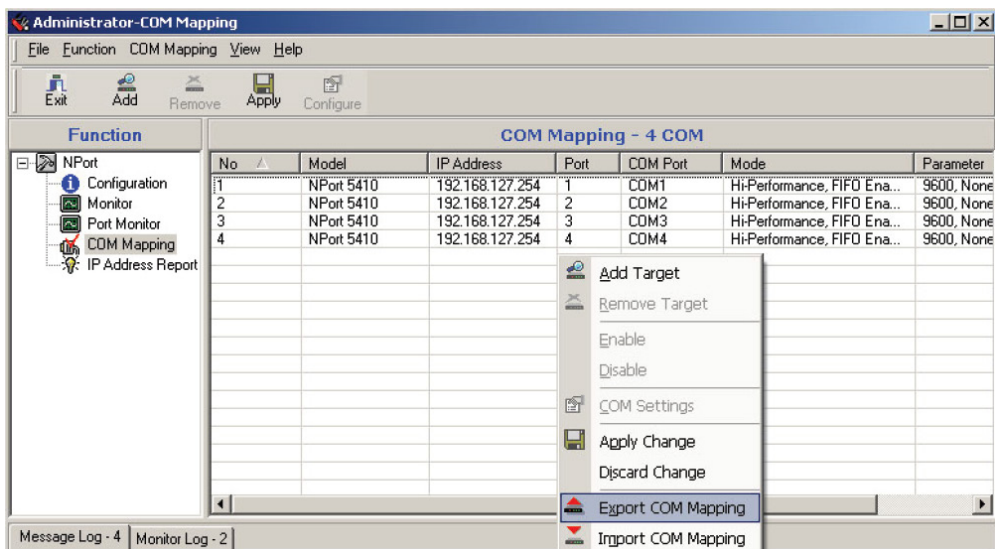 Administrator-COM Mapping
File Function COM Mapping View Help
Exit Add Remove Apply Configure
Function
COM Mapping - 4 COM
NPort
Configuration
Monitor
Port Monitor
COM Mapping
IP Address Report
No Model IP Address Port COM Port Mode Parameter
1 NPort 5410 192.168.127.254 1 COM1 Hi-Performance, FIFO Ena... 9600, None
2 NPort 5410 192.168.127.254 2 COM2 Hi-Performance, FIFO Ena... 9600, None
3 NPort 5410 192.168.127.254 3 COM3 Hi-Performance, FIFO Ena... 9600, None
4 NPort 5410 192.168.127.254 4 COM4 Hi-Performance, FIFO Ena... 9600, None
Add Target
Remove Target
Enable
Disable
COM Settings
Apply Change
Discard Change
Export COM Mapping
Import COM Mapping
Message Log - 4 Monitor Log - 2